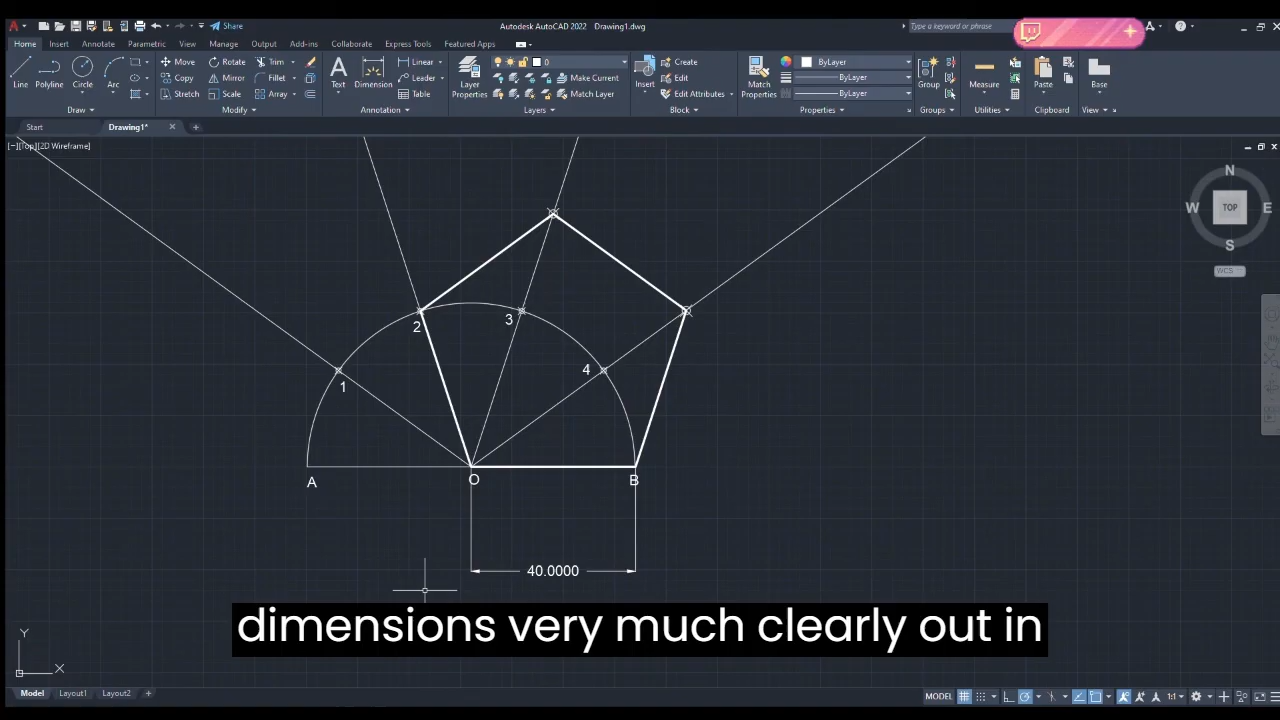 Share
Autodesk AutoCAD 2022 Drawing1.dwg
Type a keyword or phrase
Home Insert Annotate Parametric View Manage Output Add-ins Collaborate Express Tools Featured Apps
Line Polyline Circle Arc
Move Rotate Trim
Copy Mirror Fillet
Stretch Scale Array
Text Dimension
Linear
Leader
Table
Layer Properties
0
Make Current
Match Layer
Insert
Create
Edit
Edit Attributes
Match Properties
ByLayer
ByLayer
ByLayer
Group Measure Paste Base
Draw Modify Annotation Layers Block Properties Groups Utilities Clipboard View
Start Drawing1* +
[−][Top][2D Wireframe]
N
W TOP E
S
WCS
2 3
1 4
A O B
40.0000
dimensions very much clearly out in
Y
X
Model Layout1 Layout2 +
MODEL 1:1